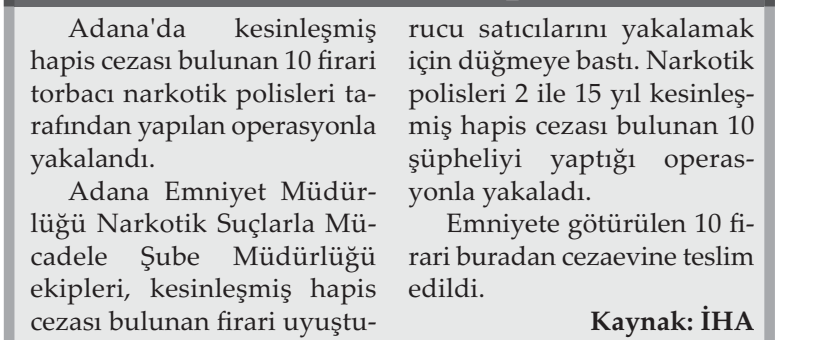 Adana'da kesinleşmiş
hapis cezası bulunan 10 firari
torbacı narkotik polisleri ta-
rafından yapılan operasyonla
yakalandı.
Adana Emniyet Müdür-
lüğü Narkotik Suçlarla Mü-
cadele Şube Müdürlüğü
ekipleri, kesinleşmiş hapis
cezası bulunan firari uyuştu-
rucu satıcılarını yakalamak
için düğmeye bastı. Narkotik
polisleri 2 ile 15 yıl kesinleş-
miş hapis cezası bulunan 10
şüpheliyi yaptığı operas-
yonla yakaladı.
Emniyete götürülen 10 fi-
rari buradan cezaevine teslim
edildi.
Kaynak: İHA